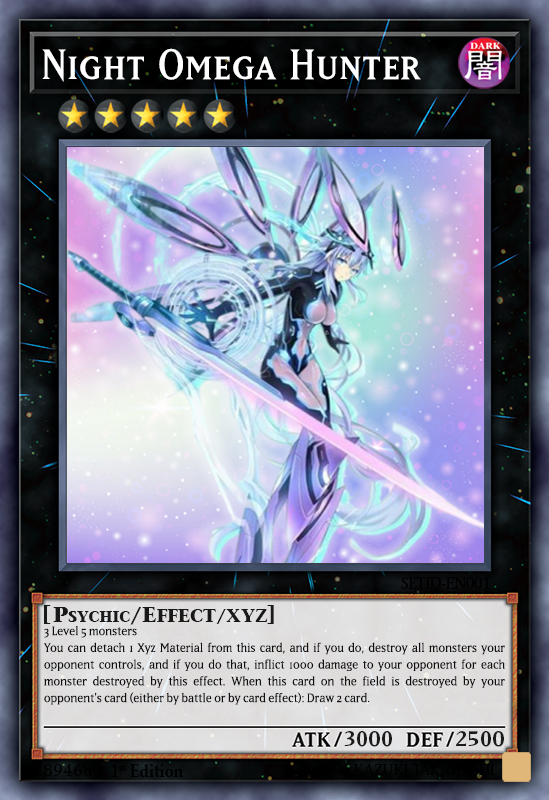 Night Omega Hunter
DARK
闇
[Psychic/Effect/XYZ]
3 Level 5 monsters
You can detach 1 Xyz Material from this card, and if you do, destroy all monsters your
opponent controls, and if you do that, inflict 1000 damage to your opponent for each
monster destroyed by this effect. When this card on the field is destroyed by your
opponent's card (either by battle or by card effect): Draw 2 card.
ATK/3000 DEF/2500
1st Edition